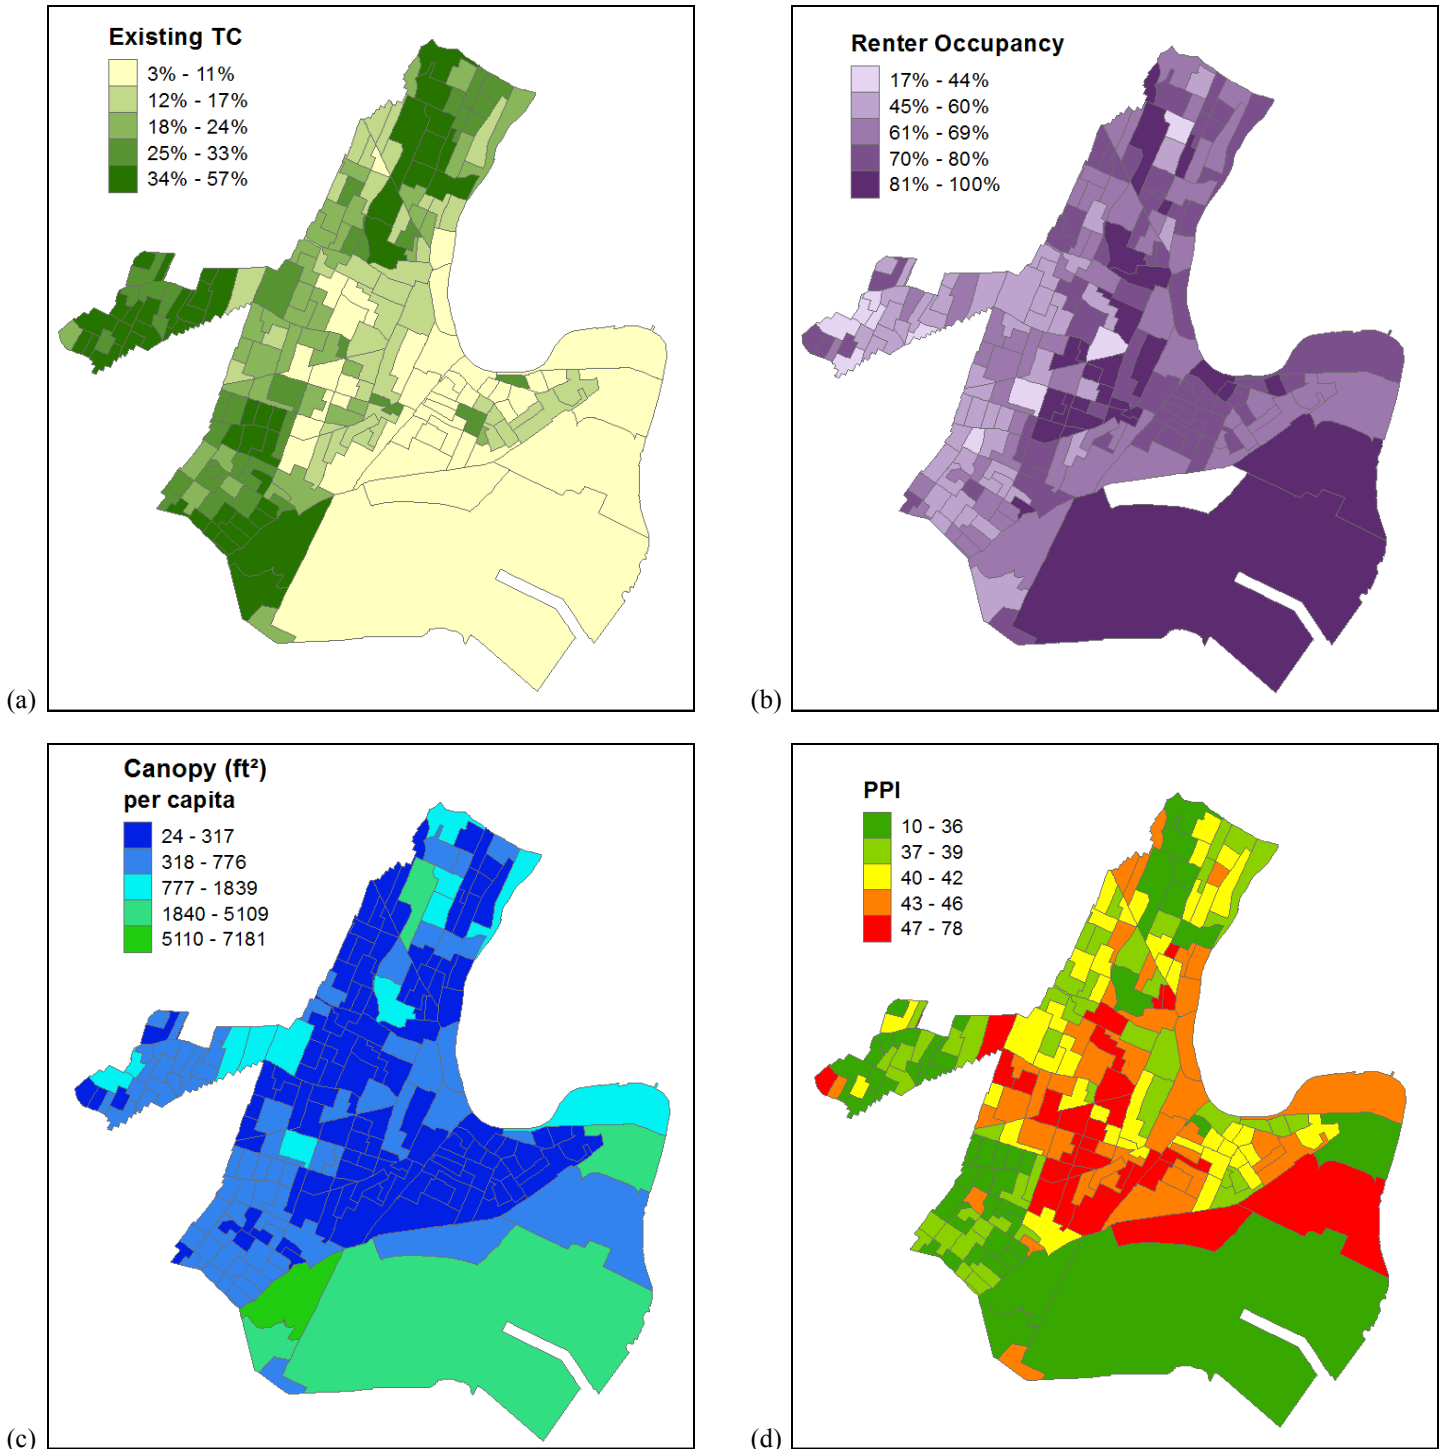 Existing TC
3% - 11%
12% - 17%
18% - 24%
25% - 33%
34% - 57%
(a)
Renter Occupancy
17% - 44%
45% - 60%
61% - 69%
70% - 80%
81% - 100%
(b)
Canopy (ft²)
per capita
24 - 317
318 - 776
777 - 1839
1840 - 5109
5110 - 7181
(c)
PPI
10 - 36
37 - 39
40 - 42
43 - 46
47 - 78
(d)